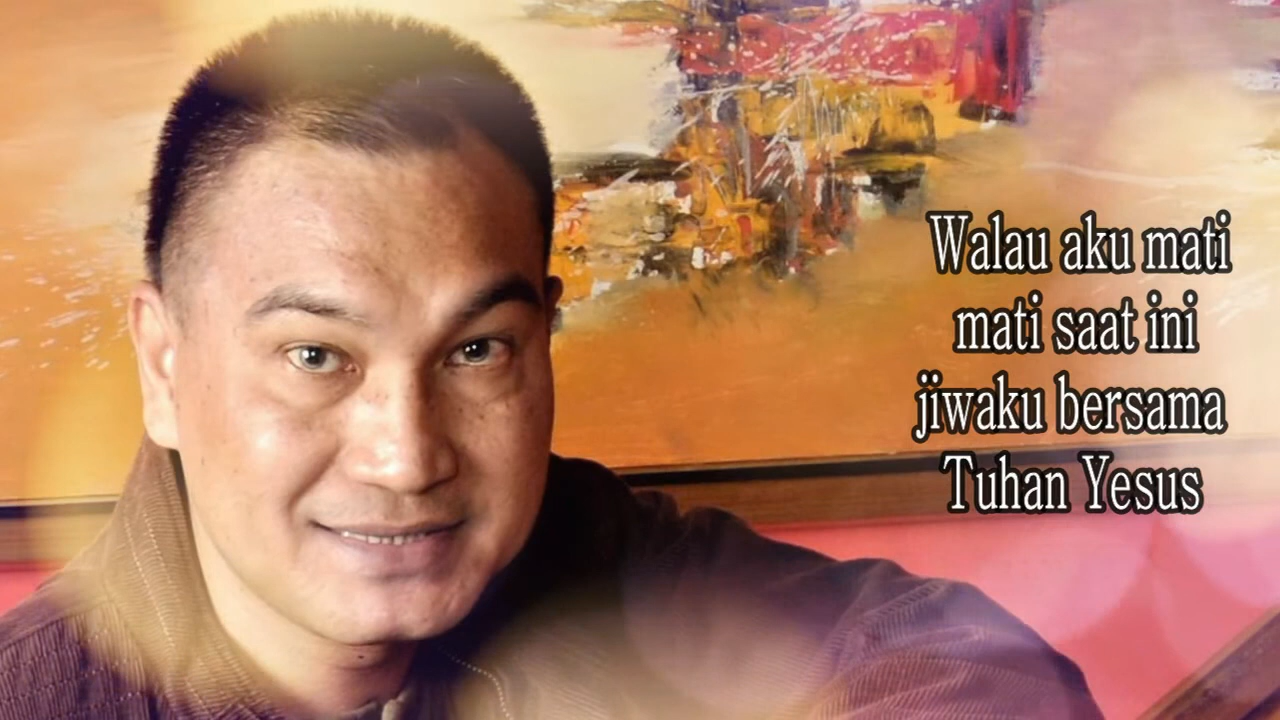 Walau aku mati
mati saat ini
jiwaku bersama
Tuhan Yesus